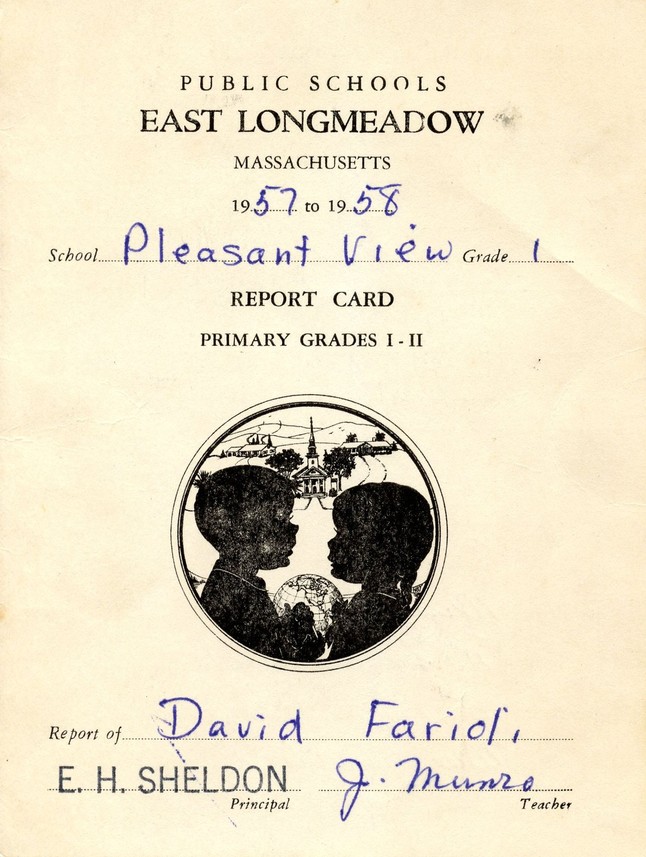 PUBLIC SCHOOLS
EAST LONGMEADOW
MASSACHUSETTS
1957 to 1958
School Pleasant View Grade 1
REPORT CARD
PRIMARY GRADES I - II
Report of David Farioli
E. H. SHELDON J. Munro
Principal Teacher